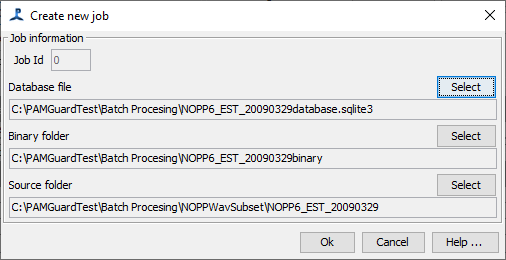 Create new job
Job information
Job Id 0
Database file Select
C:\PAMGuardTest\Batch Procesing\NOPP6_EST_20090329database.sqlite3
Binary folder Select
C:\PAMGuardTest\Batch Procesing\NOPP6_EST_20090329binary
Source folder Select
C:\PAMGuardTest\Batch Procesing\NOPPWavSubset\NOPP6_EST_20090329
Ok Cancel Help ...